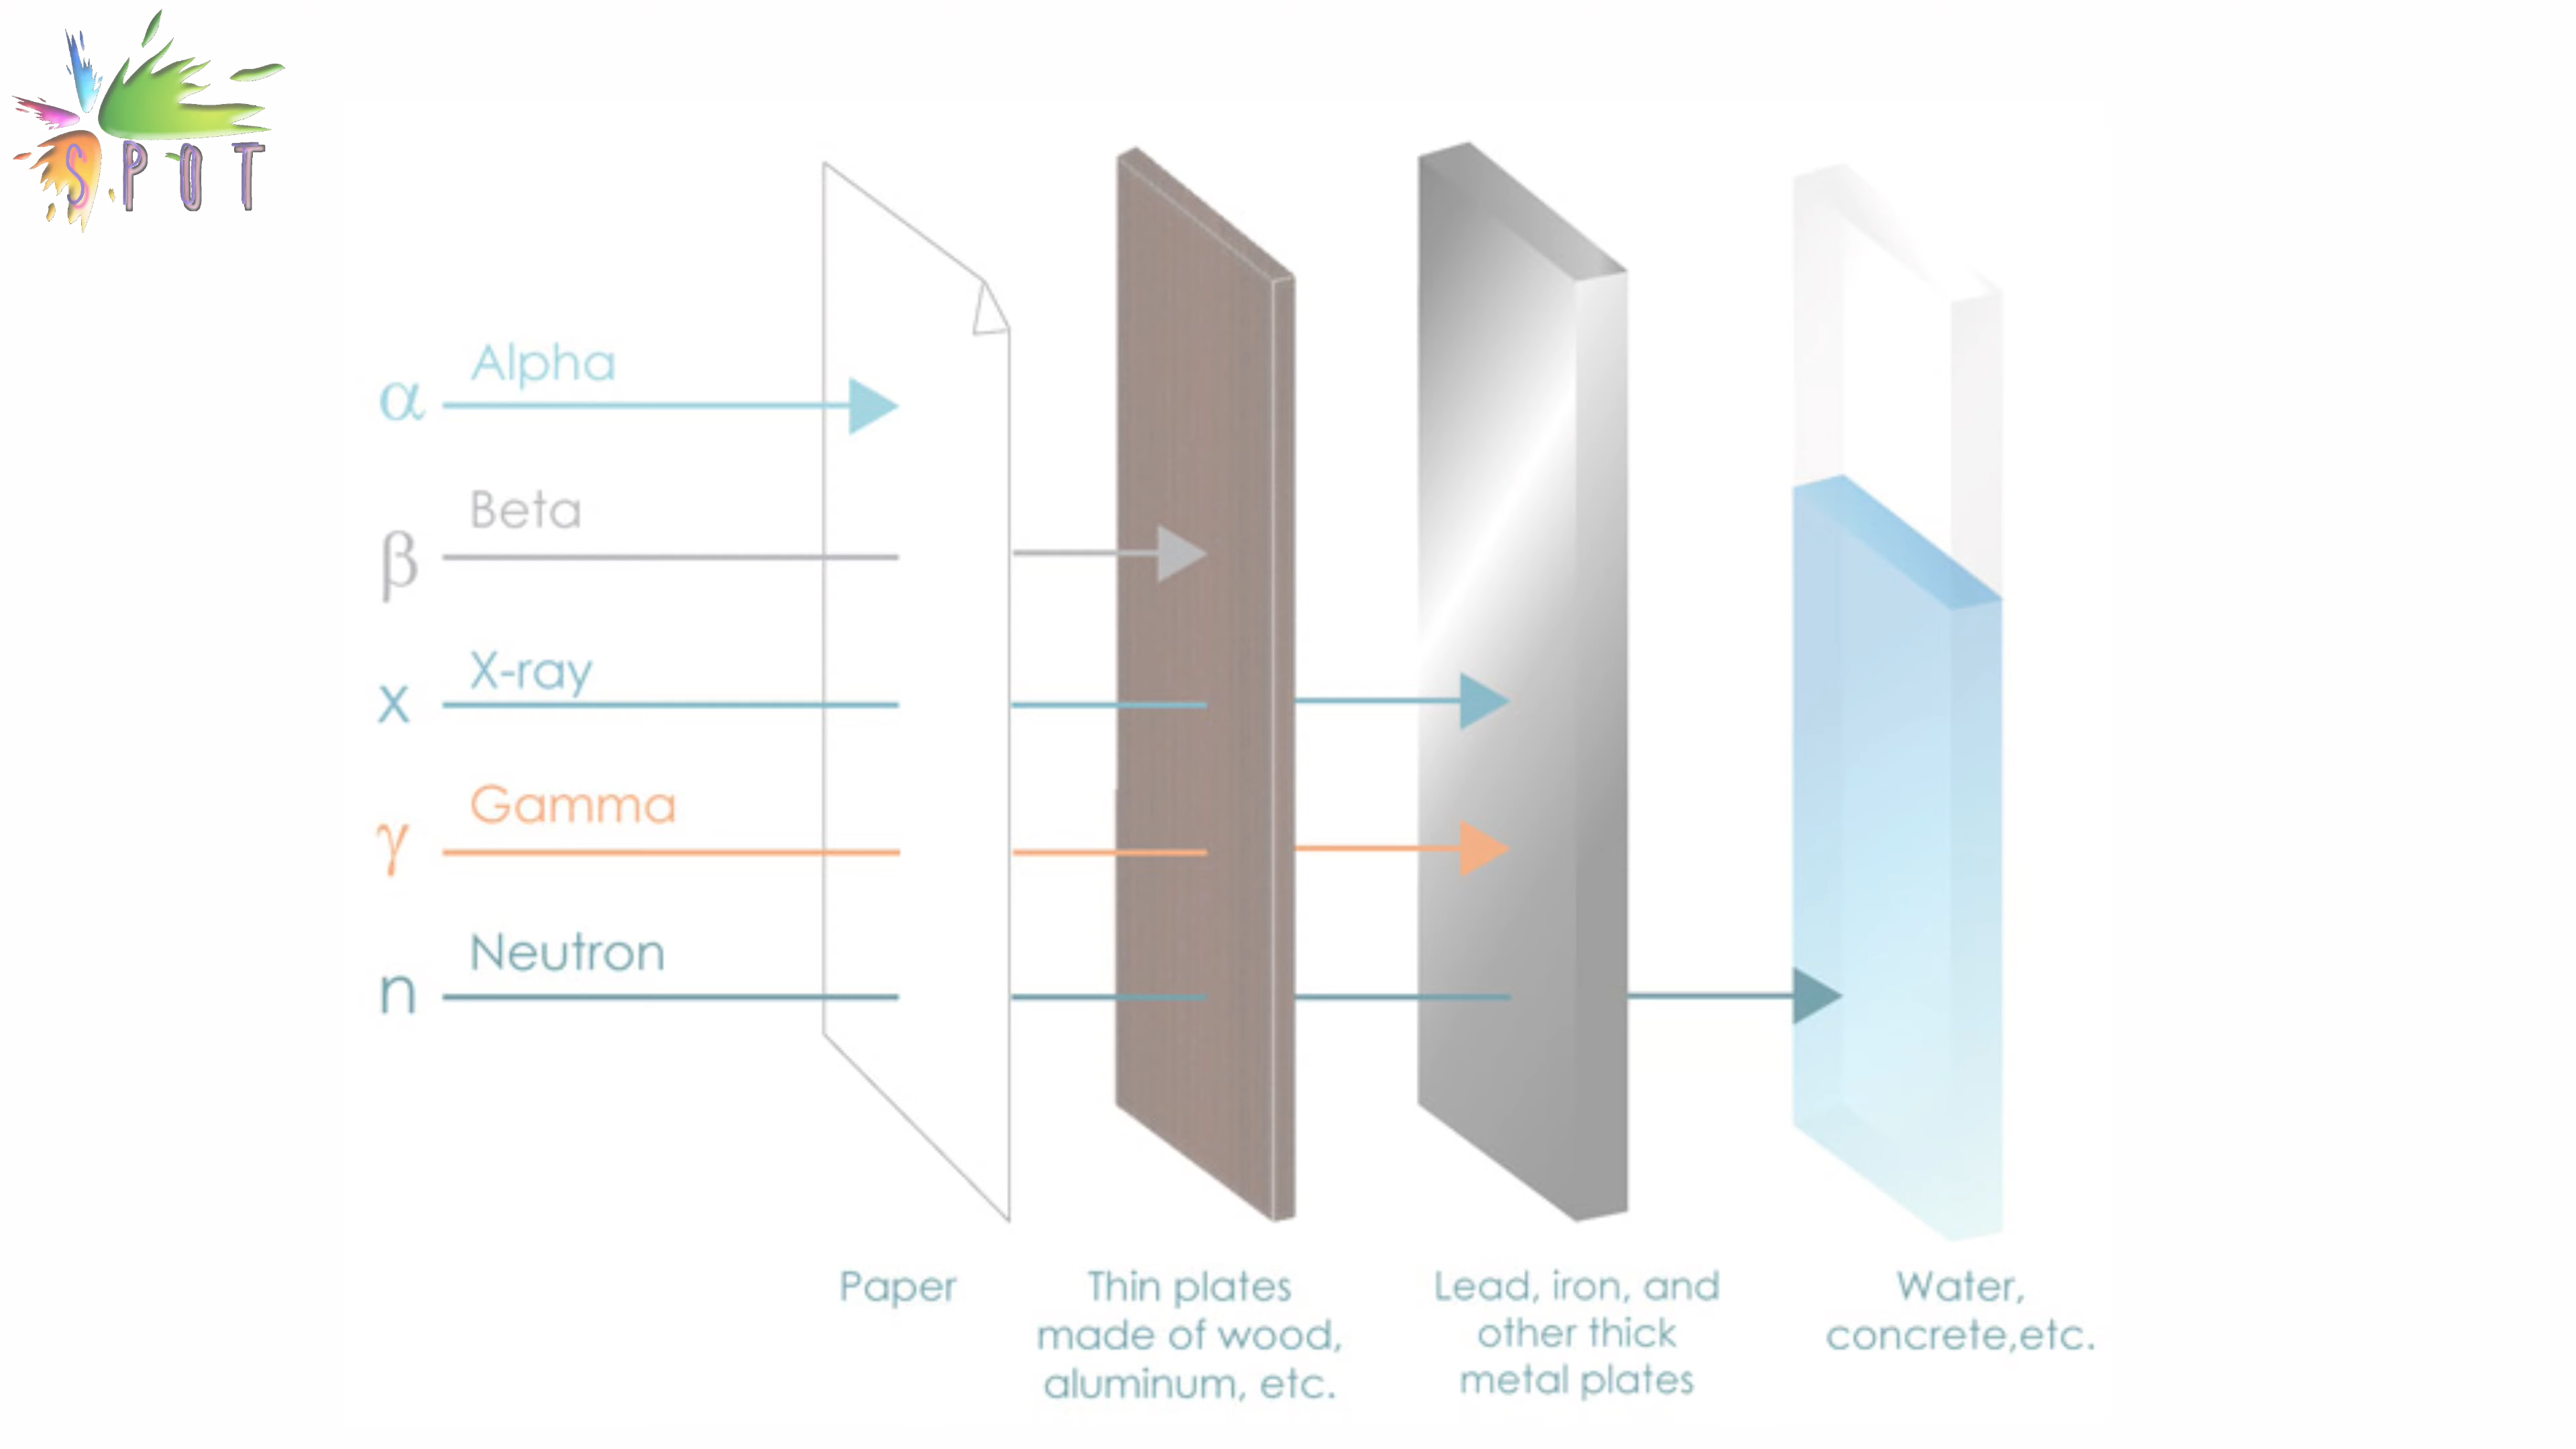 SPOT
α Alpha
β Beta
x X-ray
γ Gamma
n Neutron
Paper
Thin plates
made of wood,
aluminum, etc.
Lead, iron, and
other thick
metal plates
Water,
concrete,etc.